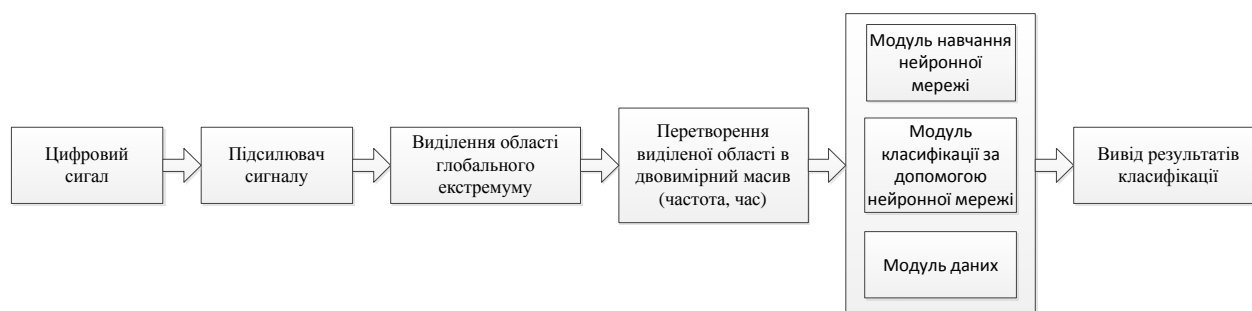 Цифровий
сигал
Підсилювач
сигналу
Виділення області
глобального
екстремуму
Перетворення
виділеної області в
двовимірний масив
(частота, час)
Модуль навчання
нейронної
мережі
Модуль
класифікації за
допомогою
нейронної мережі
Модуль даних
Вивід результатів
класифікації